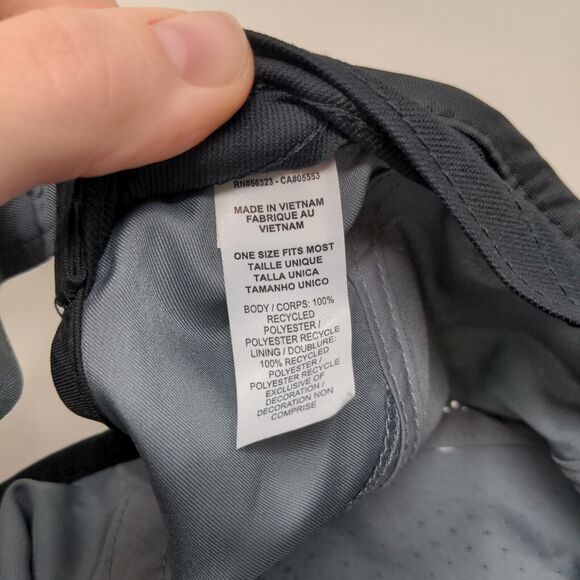 RN#56323 - CA#05553
MADE IN VIETNAM
FABRIQUE AU
VIETNAM
ONE SIZE FITS MOST
TAILLE UNIQUE
TALLA UNICA
TAMANHO UNICO
BODY / CORPS: 100%
RECYCLED
POLYESTER /
POLYESTER RECYCLE
LINING / DOUBLURE:
100% RECYCLED
POLYESTER /
POLYESTER RECYCLE
EXCLUSIVE OF
DECORATION /
DECORATION NON
COMPRISE